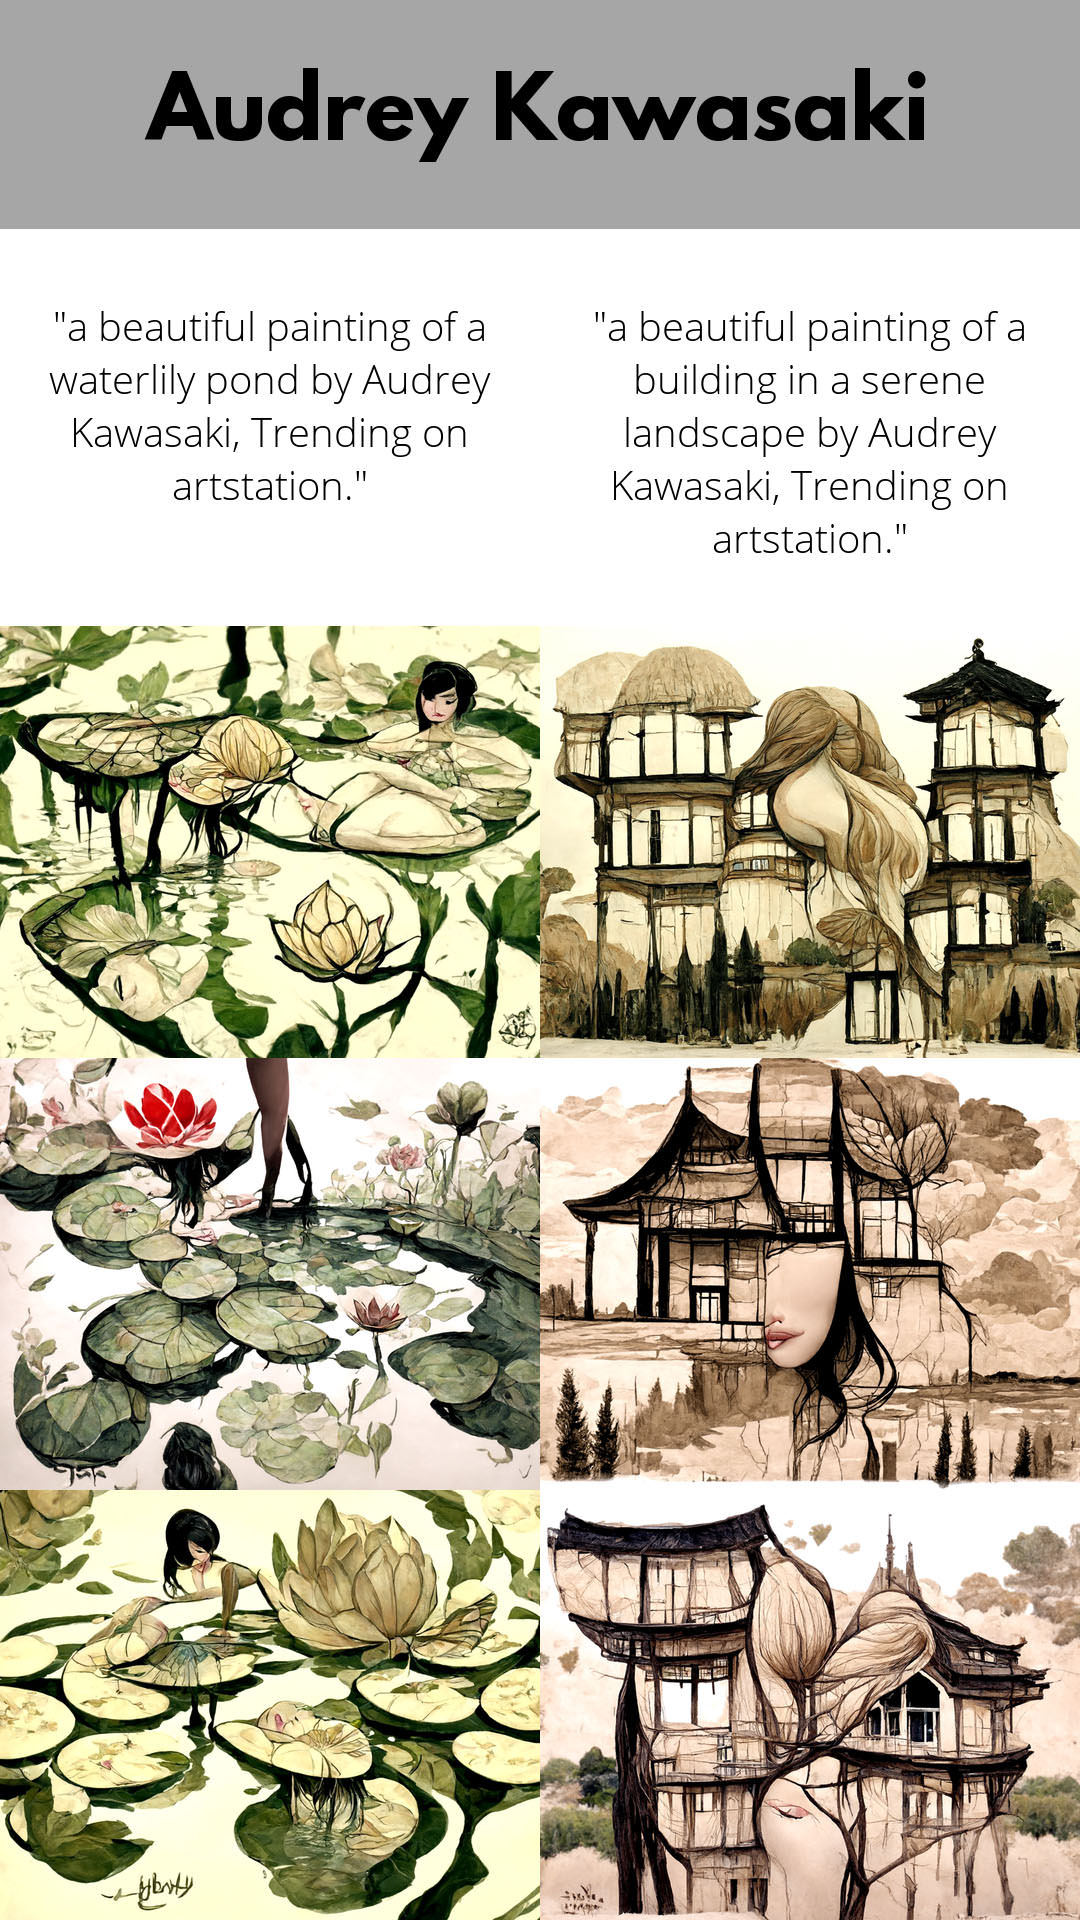 Audrey Kawasaki
"a beautiful painting of a
waterlily pond by Audrey
Kawasaki, Trending on
artstation."
"a beautiful painting of a
building in a serene
landscape by Audrey
Kawasaki, Trending on
artstation."